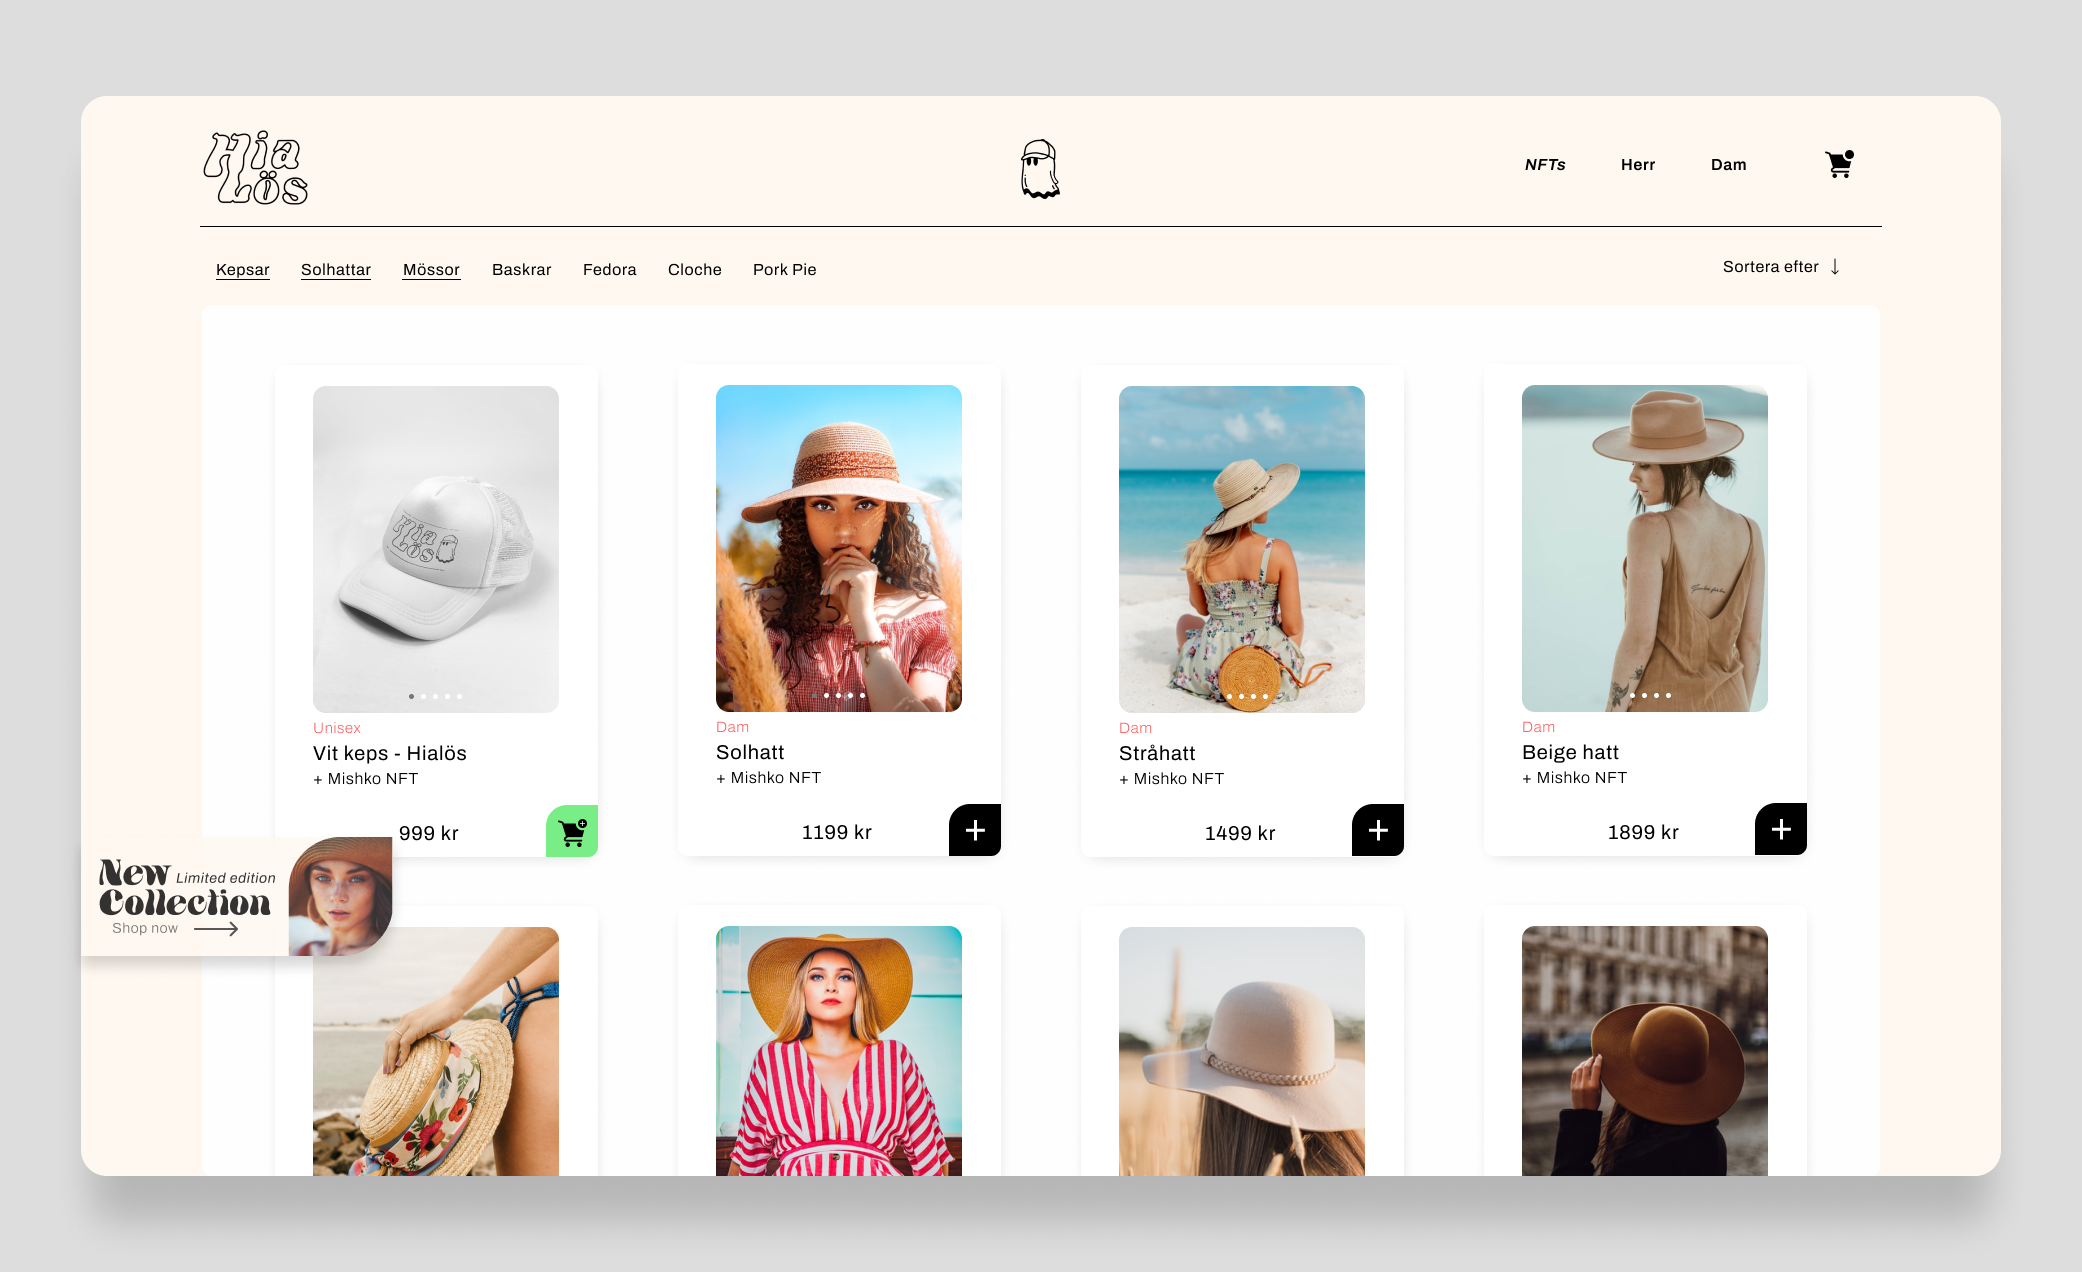 Hia
Lös
NFTs
Herr
Dam
Kepsar
Solhattar
Mössor
Baskrar
Fedora
Cloche
Pork Pie
Sortera efter
Hia
Lös
Unisex
Vit keps - Hialös
+ Mishko NFT
999 kr
Dam
Solhatt
+ Mishko NFT
1199 kr
Dam
Stråhatt
+ Mishko NFT
1499 kr
Dam
Beige hatt
+ Mishko NFT
1899 kr
New Limited edition
Collection
Shop now